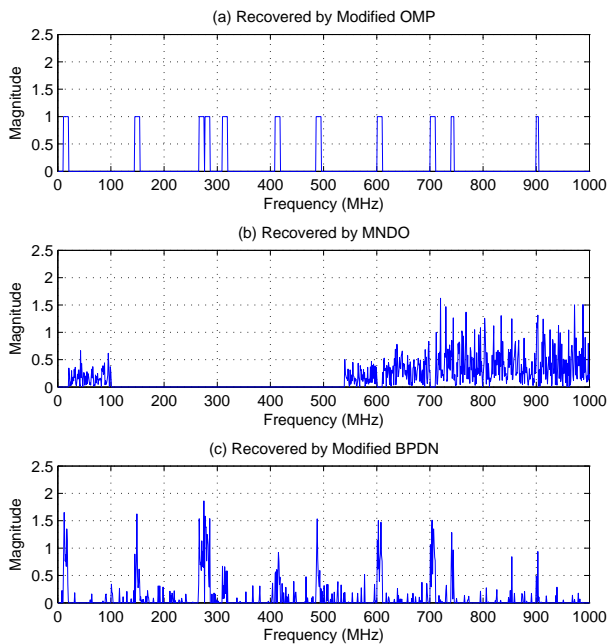 (a) Recovered by Modified OMP
2.5
2
1.5
1
0.5
0
Magnitude
0 100 200 300 400 500 600 700 800 900 1000
Frequency (MHz)
(b) Recovered by MNDO
2.5
2
1.5
1
0.5
0
Magnitude
0 100 200 300 400 500 600 700 800 900 1000
Frequency (MHz)
(c) Recovered by Modified BPDN
2.5
2
1.5
1
0.5
0
Magnitude
0 100 200 300 400 500 600 700 800 900 1000
Frequency (MHz)